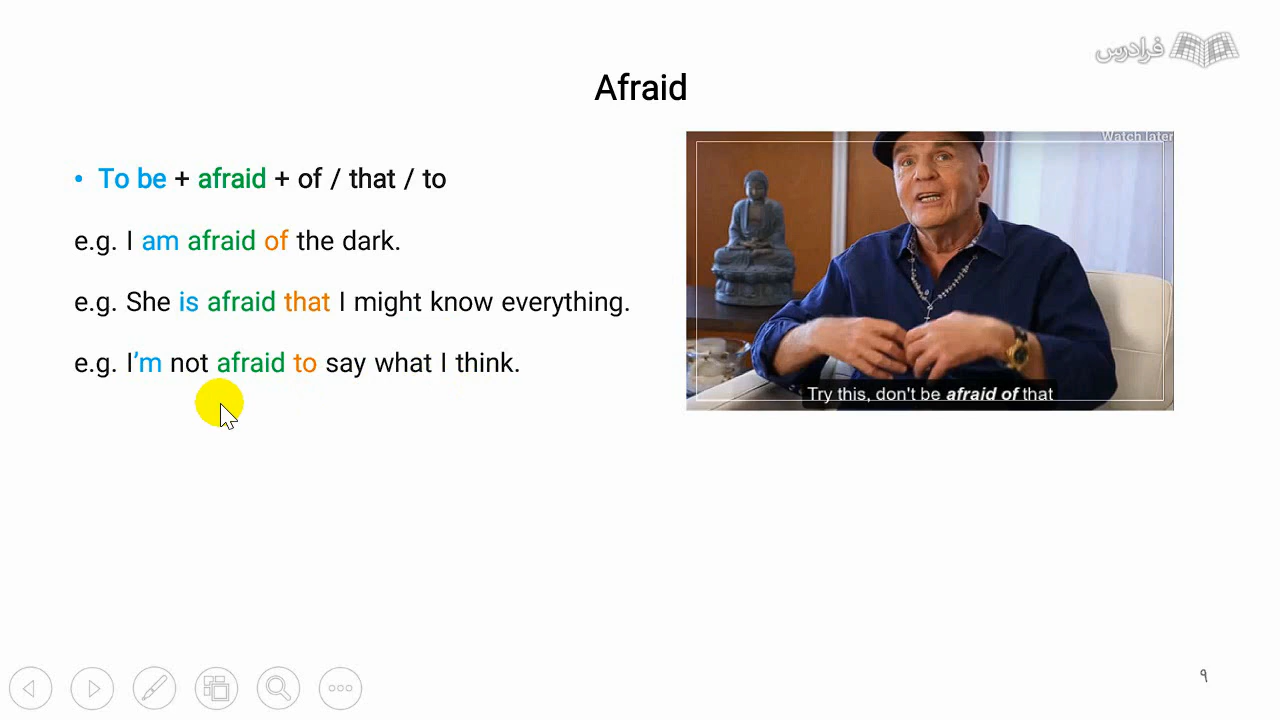 فرادرس
Afraid
• To be + afraid + of / that / to
e.g. I am afraid of the dark.
e.g. She is afraid that I might know everything.
e.g. I’m not afraid to say what I think.
Watch later
Try this, don't be afraid of that
۹